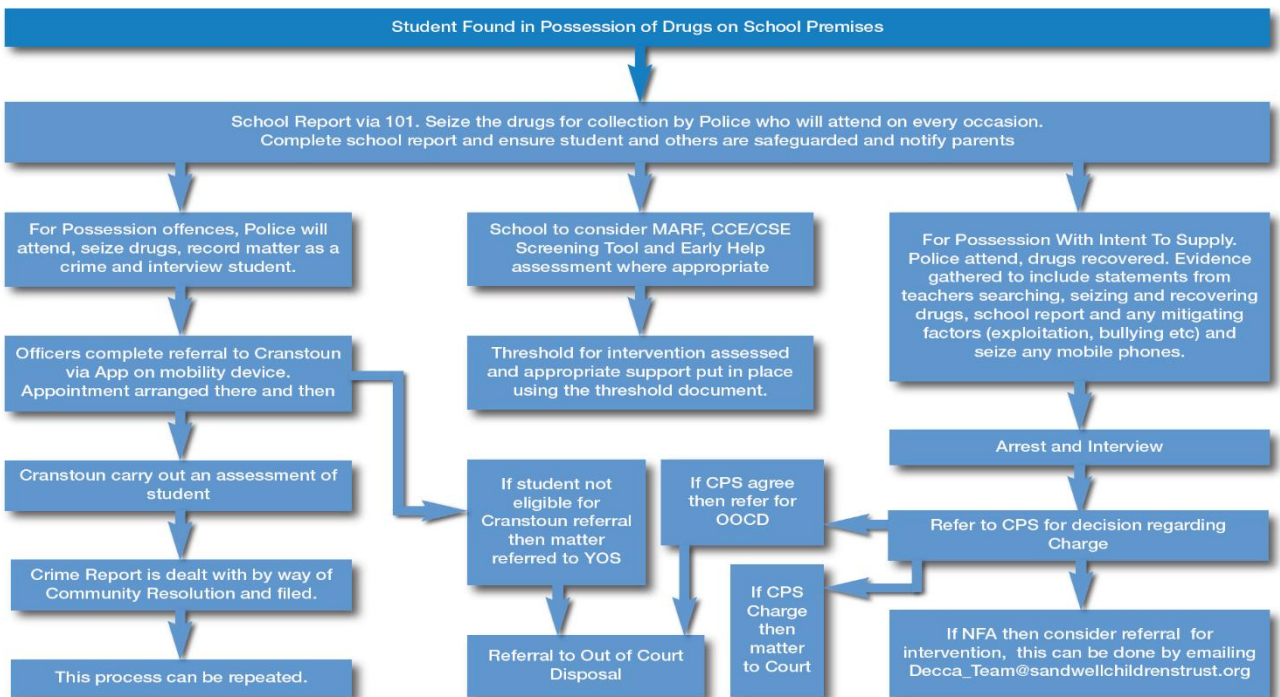 Student Found in Possession of Drugs on School Premises
School Report via 101. Seize the drugs for collection by Police who will attend on every occasion.
Complete school report and ensure student and others are safeguarded and notify parents
For Possession offences, Police will
attend, seize drugs, record matter as a
crime and interview student.
Officers complete referral to Cranstoun
via App on mobility device.
Appointment arranged there and then
Cranstoun carry out an assessment of
student
Crime Report is dealt with by way of
Community Resolution and filed.
This process can be repeated.
School to consider MARF, CCE/CSE
Screening Tool and Early Help
assessment where appropriate
Threshold for intervention assessed
and appropriate support put in place
using the threshold document.
If student not
eligible for
Cranstoun referral
then matter
referred to YOS
If CPS agree
then refer for
OOCD
Referral to Out of Court
Disposal
If CPS
Charge
then
matter
to Court
For Possession With Intent To Supply.
Police attend, drugs recovered. Evidence
gathered to include statements from
teachers searching, seizing and recovering
drugs, school report and any mitigating
factors (exploitation, bullying etc) and
seize any mobile phones.
Arrest and Interview
Refer to CPS for decision regarding
Charge
If NFA then consider referral for
intervention, this can be done by emailing
Decca_Team@sandwellchildrenstrust.org